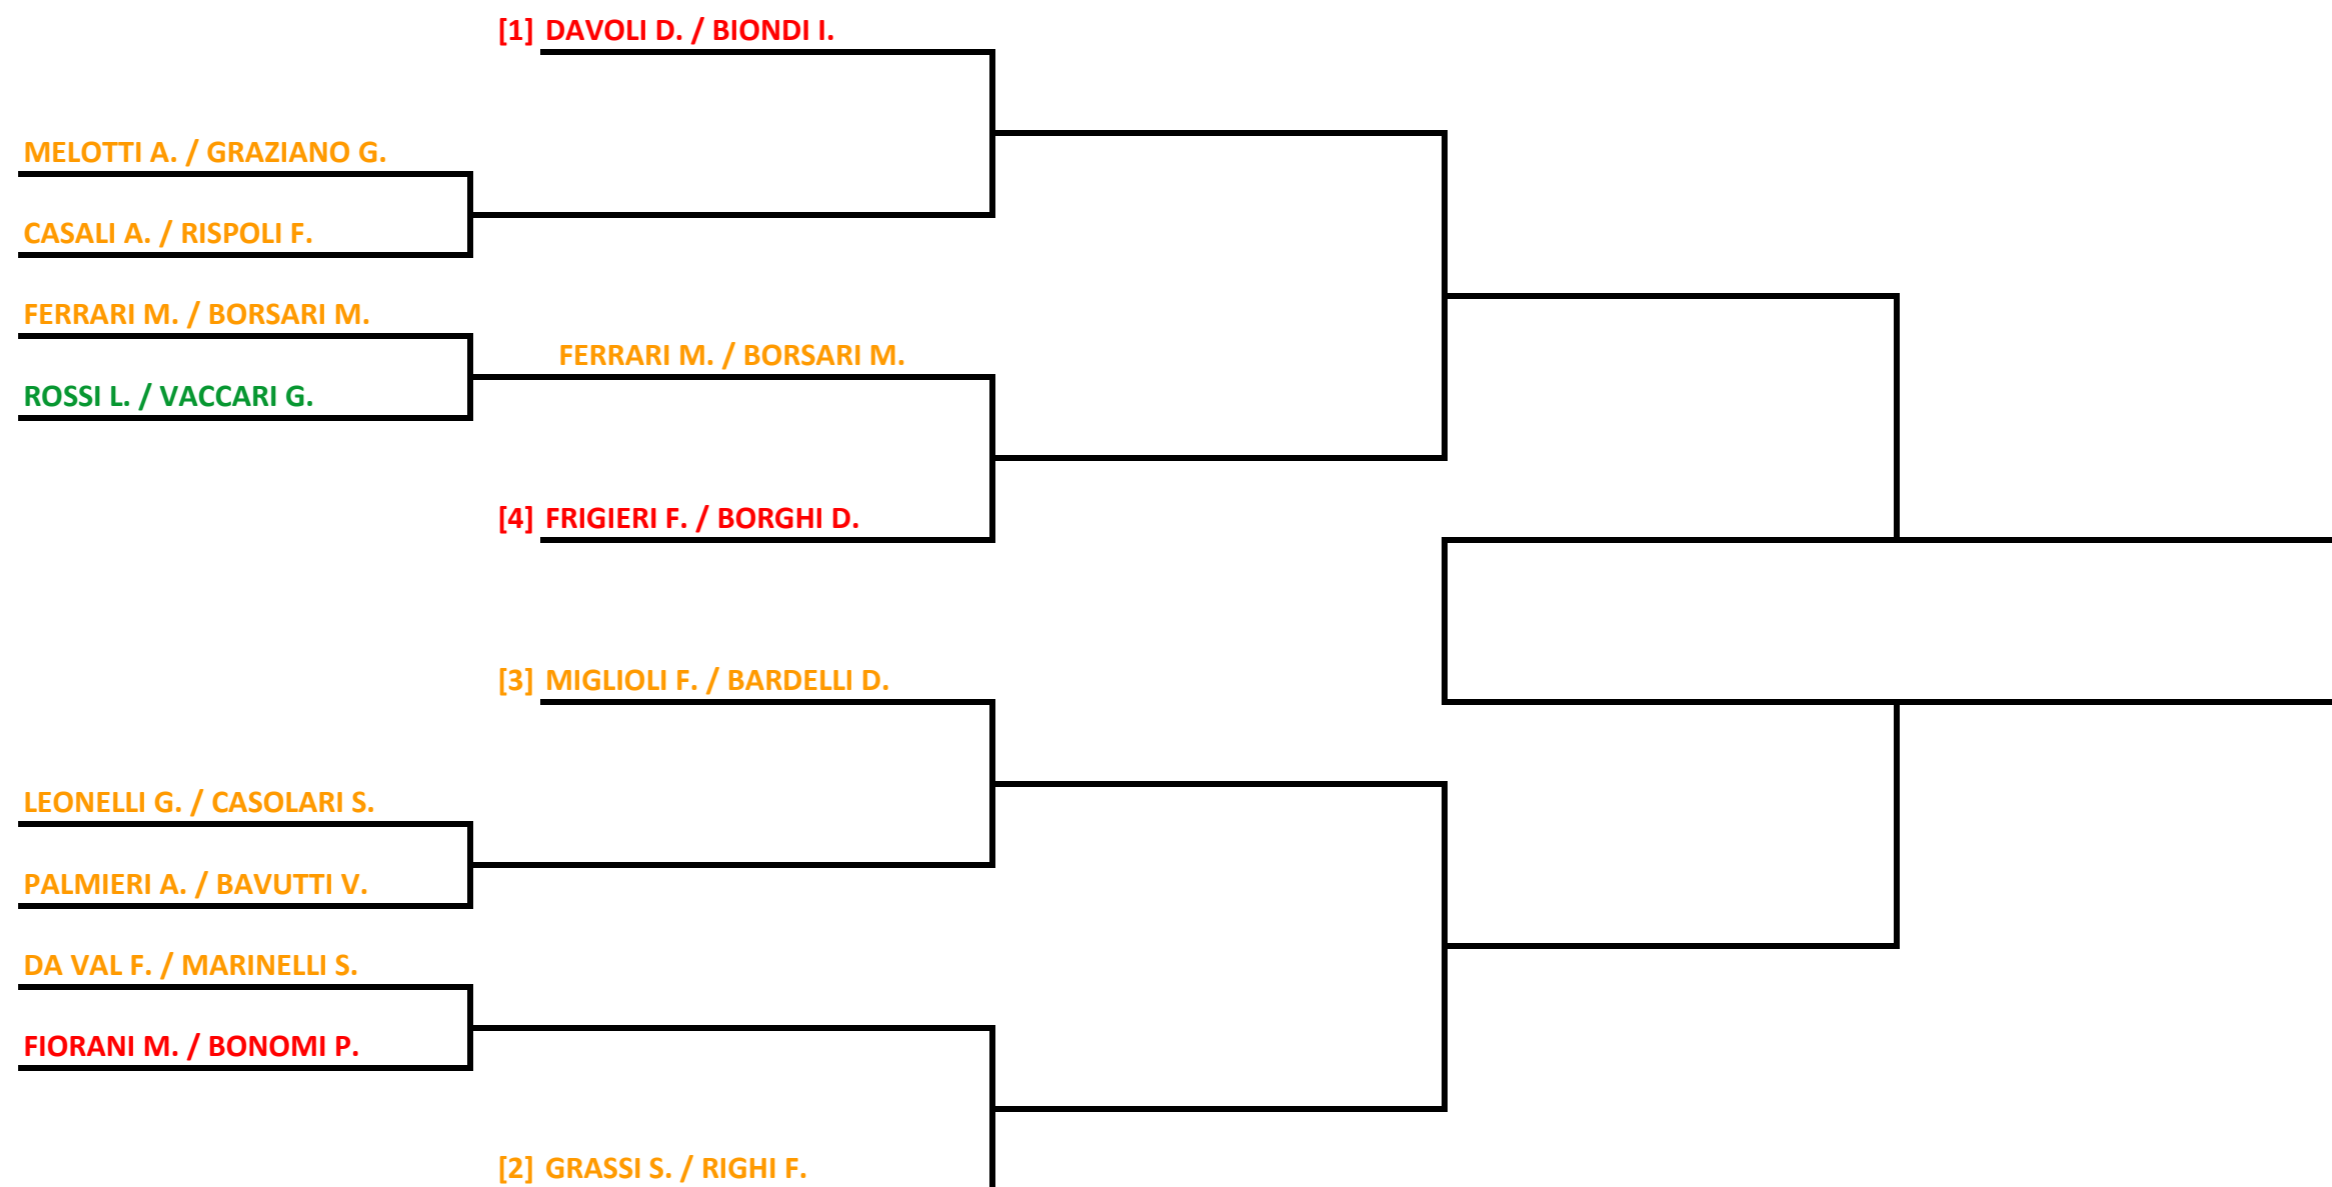 [1] DAVOLI D. / BIONDI I.
MELOTTI A. / GRAZIANO G.
CASALI A. / RISPOLI F.
FERRARI M. / BORSARI M.
FERRARI M. / BORSARI M.
ROSSI L. / VACCARI G.
[4] FRIGIERI F. / BORGHI D.
[3] MIGLIOLI F. / BARDELLI D.
LEONELLI G. / CASOLARI S.
PALMIERI A. / BAVUTTI V.
DA VAL F. / MARINELLI S.
FIORANI M. / BONOMI P.
[2] GRASSI S. / RIGHI F.